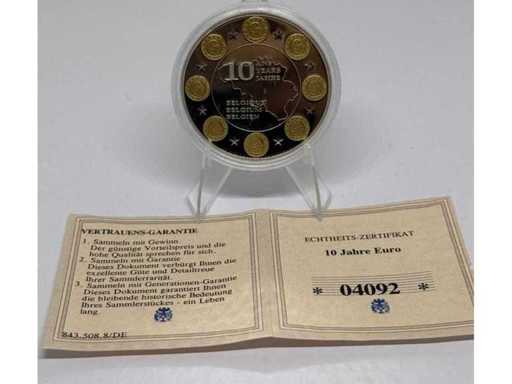 10 ANS
YEARS
JAHRE
BELGIQUE
BELGIUM
BELGIEN
VERTRAUENS-GARANTIE
1. Sammeln mit Gewinn
Der günstige Vorteilspreis und die
hohe Qualität sprechen für sich.
2. Sammeln mit Garantie
Dieses Dokument verbürgt Ihnen die
exzellente Güte und Detailtreue
Ihrer Sammlerrarität.
3. Sammeln mit Generationen-Garantie
Dieses Dokument garantiert Ihnen
die bleibende historische Bedeutung
Ihres Sammlerstückes - ein Leben
lang.
843.508.8/DE
ECHTHEITS-ZERTIFIKAT
10 Jahre Euro
* 04092 *